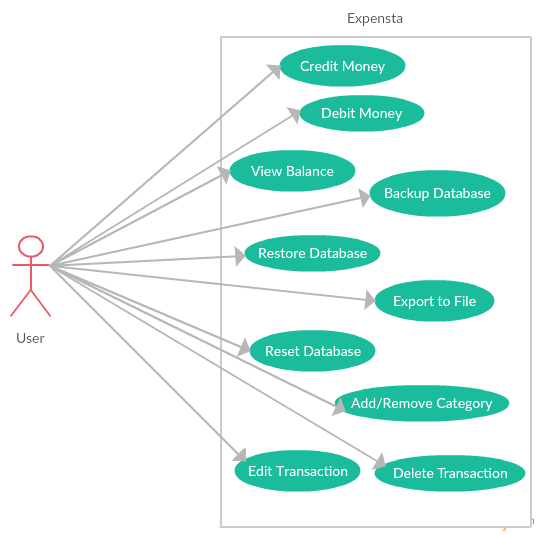 Expensta
Credit Money
Debit Money
View Balance
Backup Database
Restore Database
Export to File
User
Reset Database
Add/Remove Category
Edit Transaction
Delete Transaction